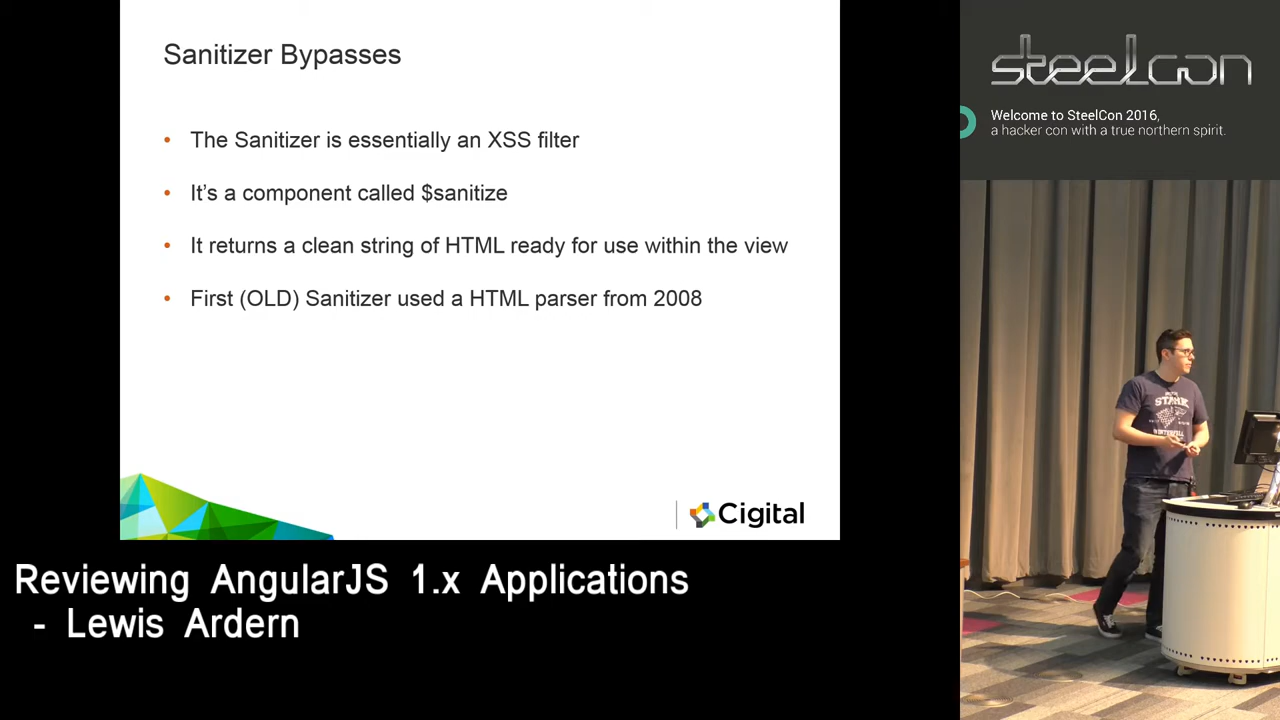 Sanitizer Bypasses
• The Sanitizer is essentially an XSS filter
• It's a component called $sanitize
• It returns a clean string of HTML ready for use within the view
• First (OLD) Sanitizer used a HTML parser from 2008
Cigital
Reviewing AngularJS 1.x Applications
- Lewis Ardern
steelcon
Welcome to SteelCon 2016,
a hacker con with a true northern spirit.
STARK
WINTERFELL